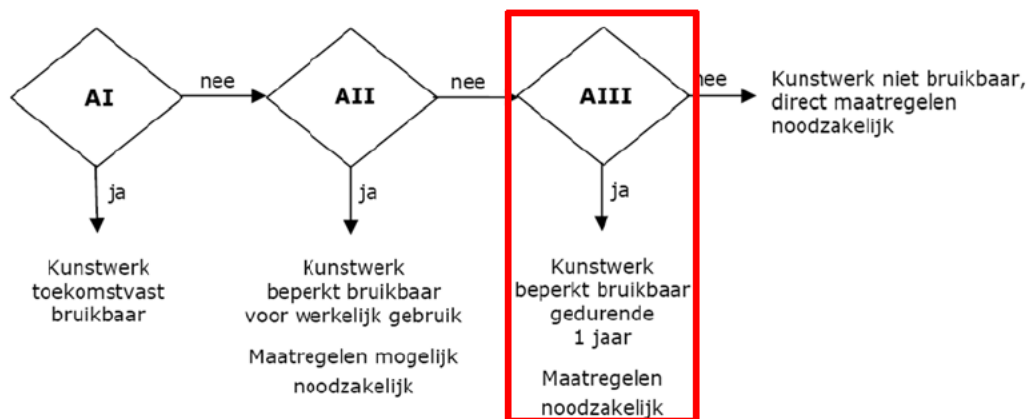 AI
nee
ja
Kunstwerk
toekomstvast
bruikbaar
AII
nee
ja
Kunstwerk
beperkt bruikbaar
voor werkelijk gebruik
Maatregelen mogelijk
noodzakelijk
AIII
nee
ja
Kunstwerk
beperkt bruikbaar
gedurende
1 jaar
Maatregelen
noodzakelijk
Kunstwerk niet bruikbaar,
direct maatregelen
noodzakelijk